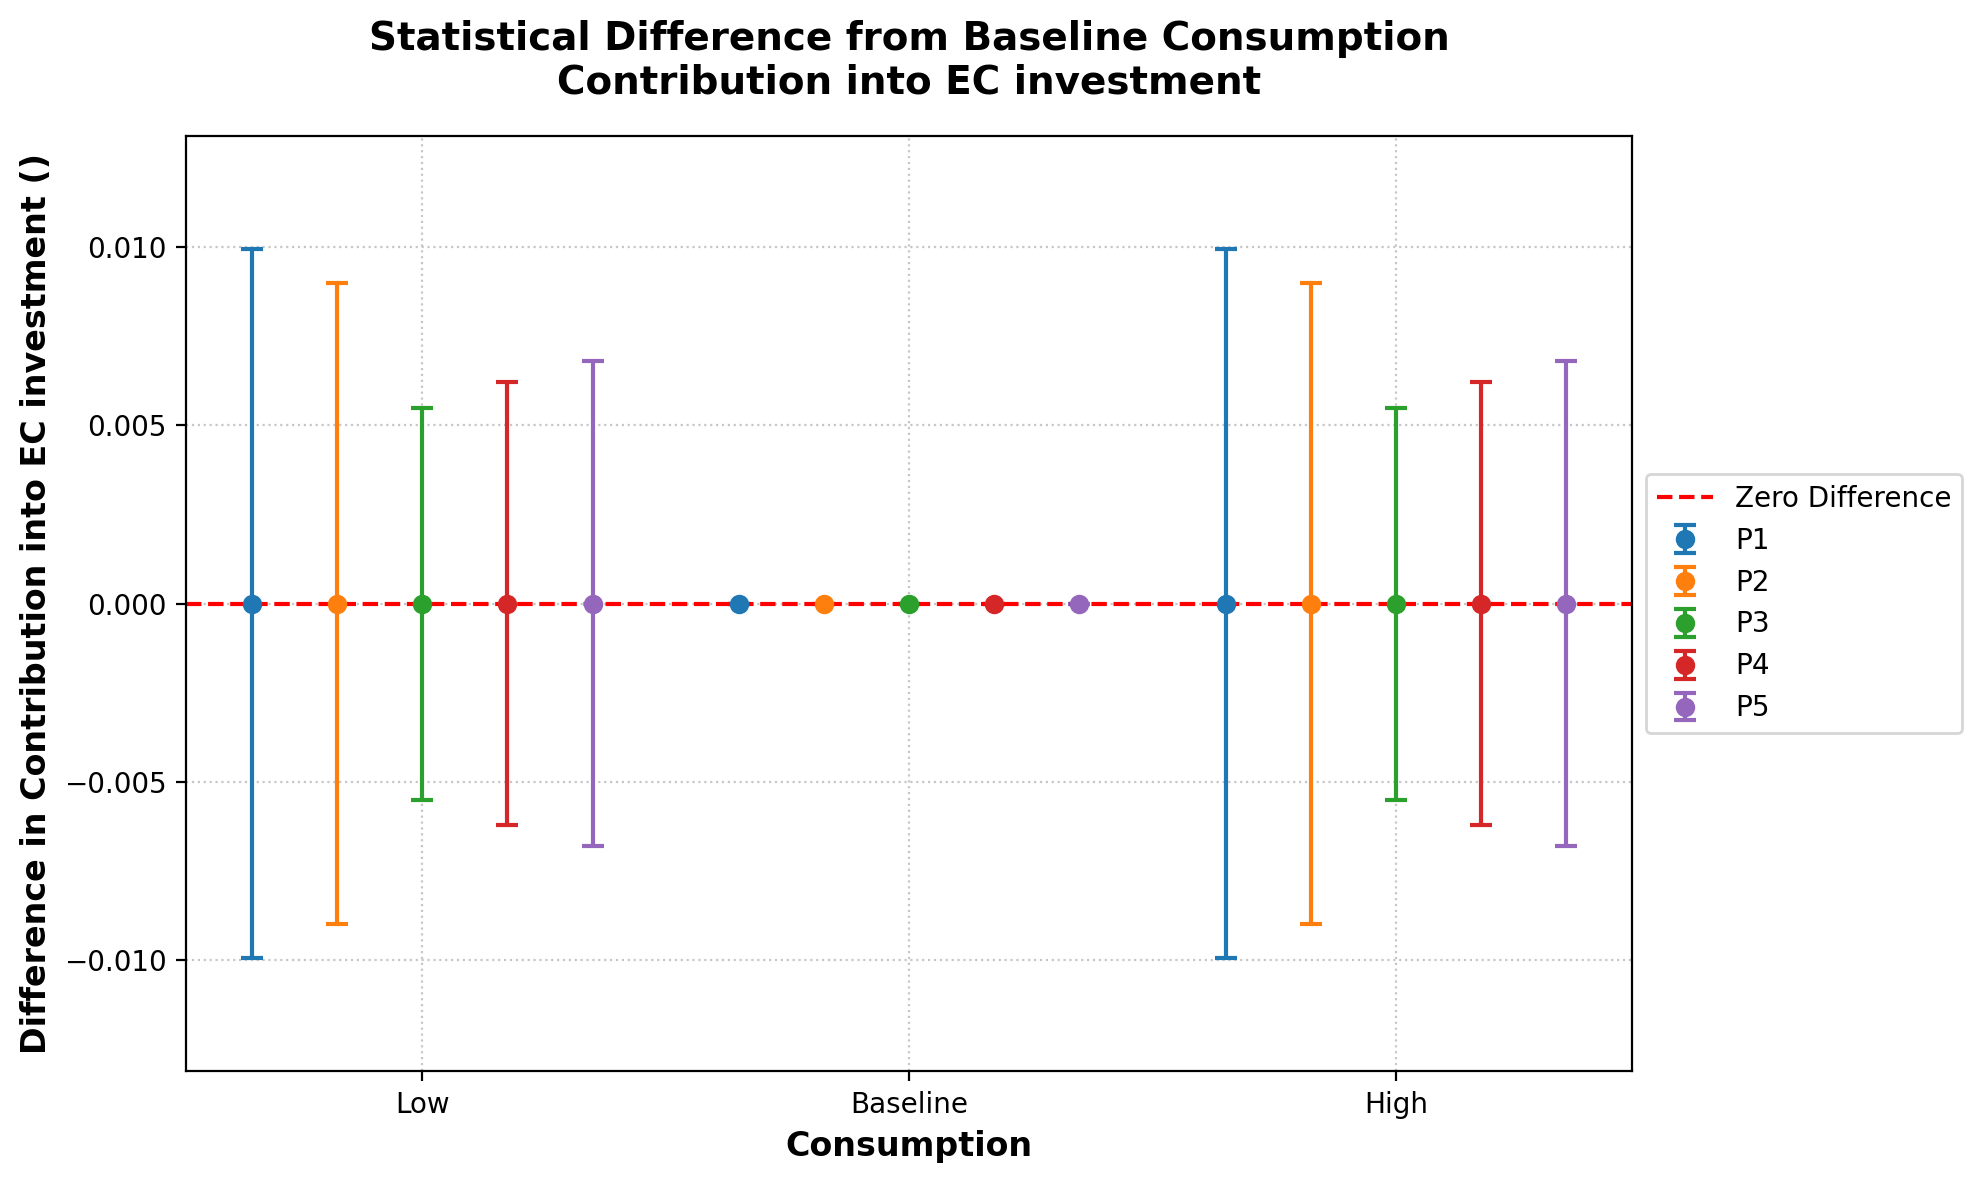 Statistical Difference from Baseline Consumption
Contribution into EC investment
Difference in Contribution into EC investment ()
0.010
0.005
0.000
−0.005
−0.010
Low
Baseline
High
Consumption
Zero Difference
P1
P2
P3
P4
P5